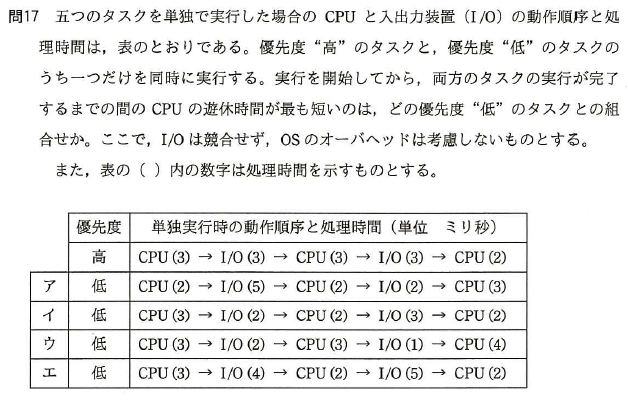 問17 五つのタスクを単独で実行した場合の CPU と入出力装置（I/O）の動作順序と処
理時間は，表のとおりである。優先度“高”のタスクと，優先度“低”のタスクの
うち一つだけを同時に実行する。実行を開始してから，両方のタスクの実行が完了
するまでの間の CPU の遊休時間が最も短いのは，どの優先度“低”のタスクとの組
合せか。ここで，I/O は競合せず，OS のオーバヘッドは考慮しないものとする。
また，表の（ ）内の数字は処理時間を示すものとする。
優先度 単独実行時の動作順序と処理時間（単位 ミリ秒）
高 CPU(3) → I/O(3) → CPU(3) → I/O(3) → CPU(2)
ア 低 CPU(2) → I/O(5) → CPU(2) → I/O(2) → CPU(3)
イ 低 CPU(3) → I/O(2) → CPU(2) → I/O(3) → CPU(2)
ウ 低 CPU(3) → I/O(2) → CPU(3) → I/O(1) → CPU(4)
エ 低 CPU(3) → I/O(4) → CPU(2) → I/O(5) → CPU(2)